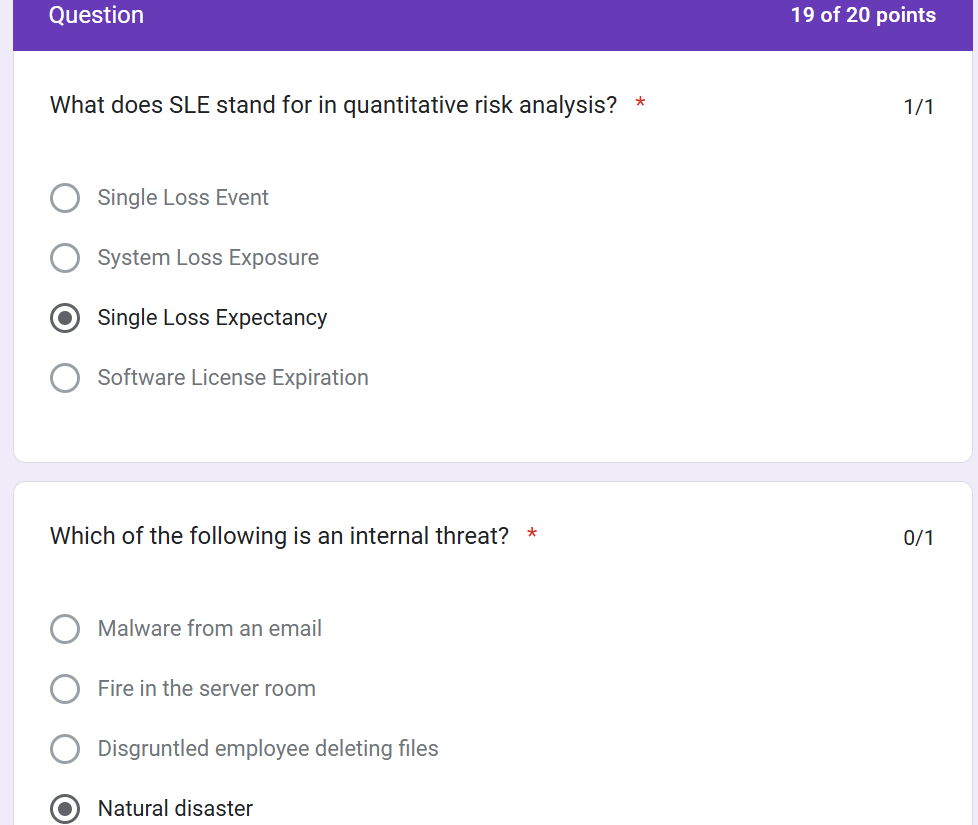 Question
19 of 20 points
What does SLE stand for in quantitative risk analysis? *
1/1
Single Loss Event
System Loss Exposure
Single Loss Expectancy
Software License Expiration
Which of the following is an internal threat? *
0/1
Malware from an email
Fire in the server room
Disgruntled employee deleting files
Natural disaster